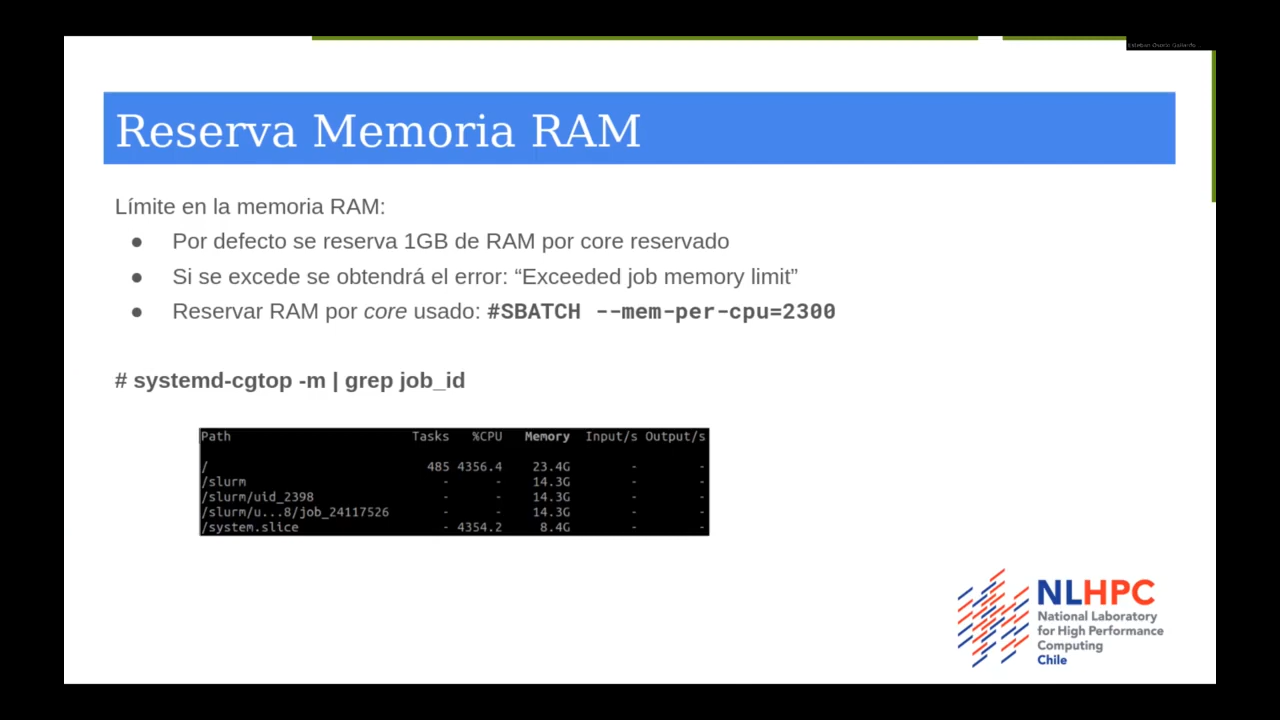 Esteban Osorio Gallardo
Reserva Memoria RAM
Límite en la memoria RAM:
● Por defecto se reserva 1GB de RAM por core reservado
● Si se excede se obtendrá el error: “Exceeded job memory limit”
● Reservar RAM por core usado: #SBATCH --mem-per-cpu=2300
# systemd-cgtop -m | grep job_id
Path Tasks %CPU Memory Input/s Output/s
/ 485 4356.4 23.4G - -
/slurm - - 14.3G - -
/slurm/uid_2398 - - 14.3G - -
/slurm/u...8/job_24117526 - - 14.3G - -
/system.slice - 4354.2 8.4G - -
NLHPC
National Laboratory
for High Performance
Computing
Chile